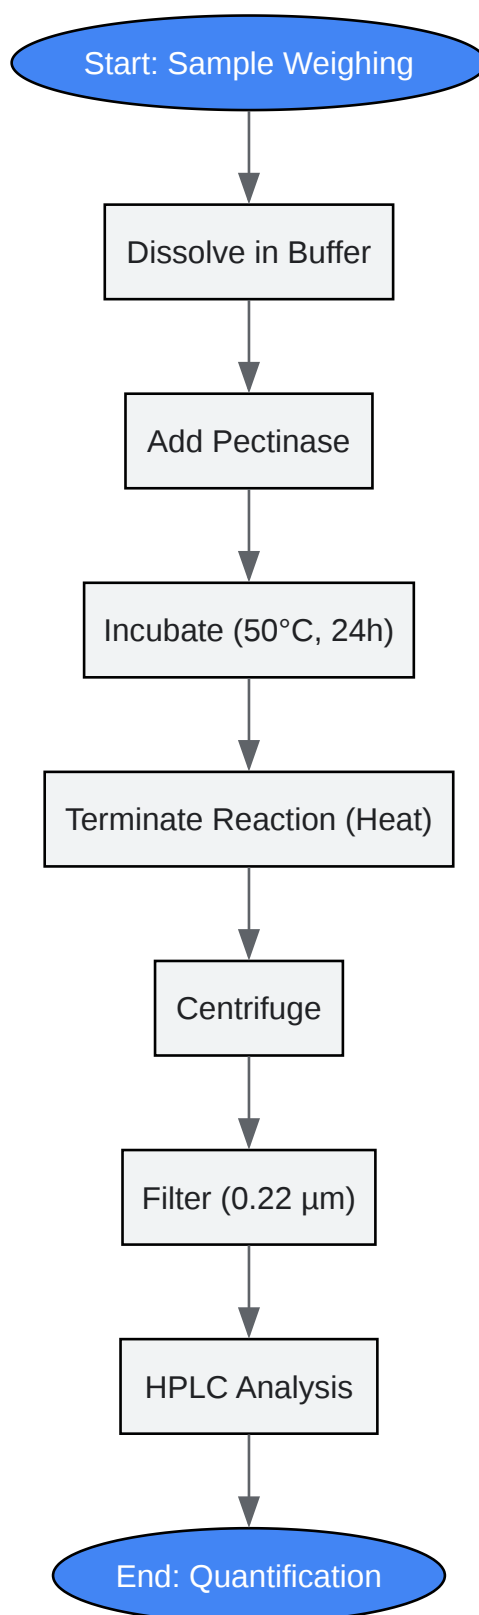 Start: Sample Weighing
Dissolve in Buffer
Add Pectinase
Incubate (50°C, 24h)
Terminate Reaction (Heat)
Centrifuge
Filter (0.22 µm)
HPLC Analysis
End: Quantification